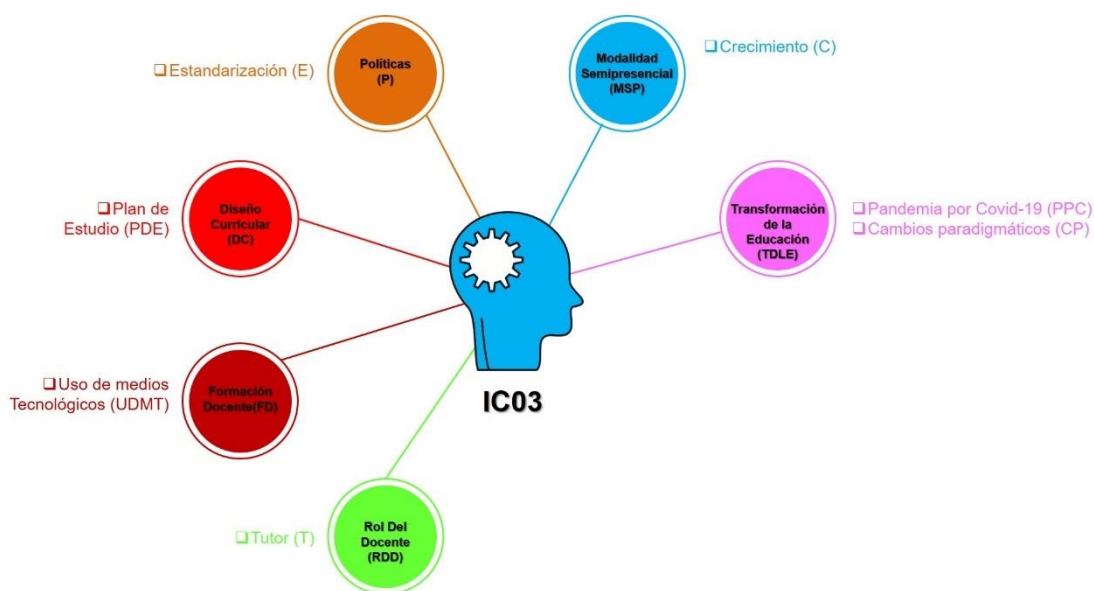 ❑Estandarización (E)
Políticas
(P)
Modalidad
Semipresencial
(MSP)
❑Crecimiento (C)
❑Plan de
Estudio (PDE)
Diseño
Curricular
(DC)
Transformación
de la
Educación
(TDLE)
❑Pandemia por Covid-19 (PPC)
❑Cambios paradigmáticos (CP)
❑Uso de medios
Tecnológicos (UDMT)
Formación
Docente(FD)
IC03
❑Tutor (T)
Rol Del
Docente
(RDD)